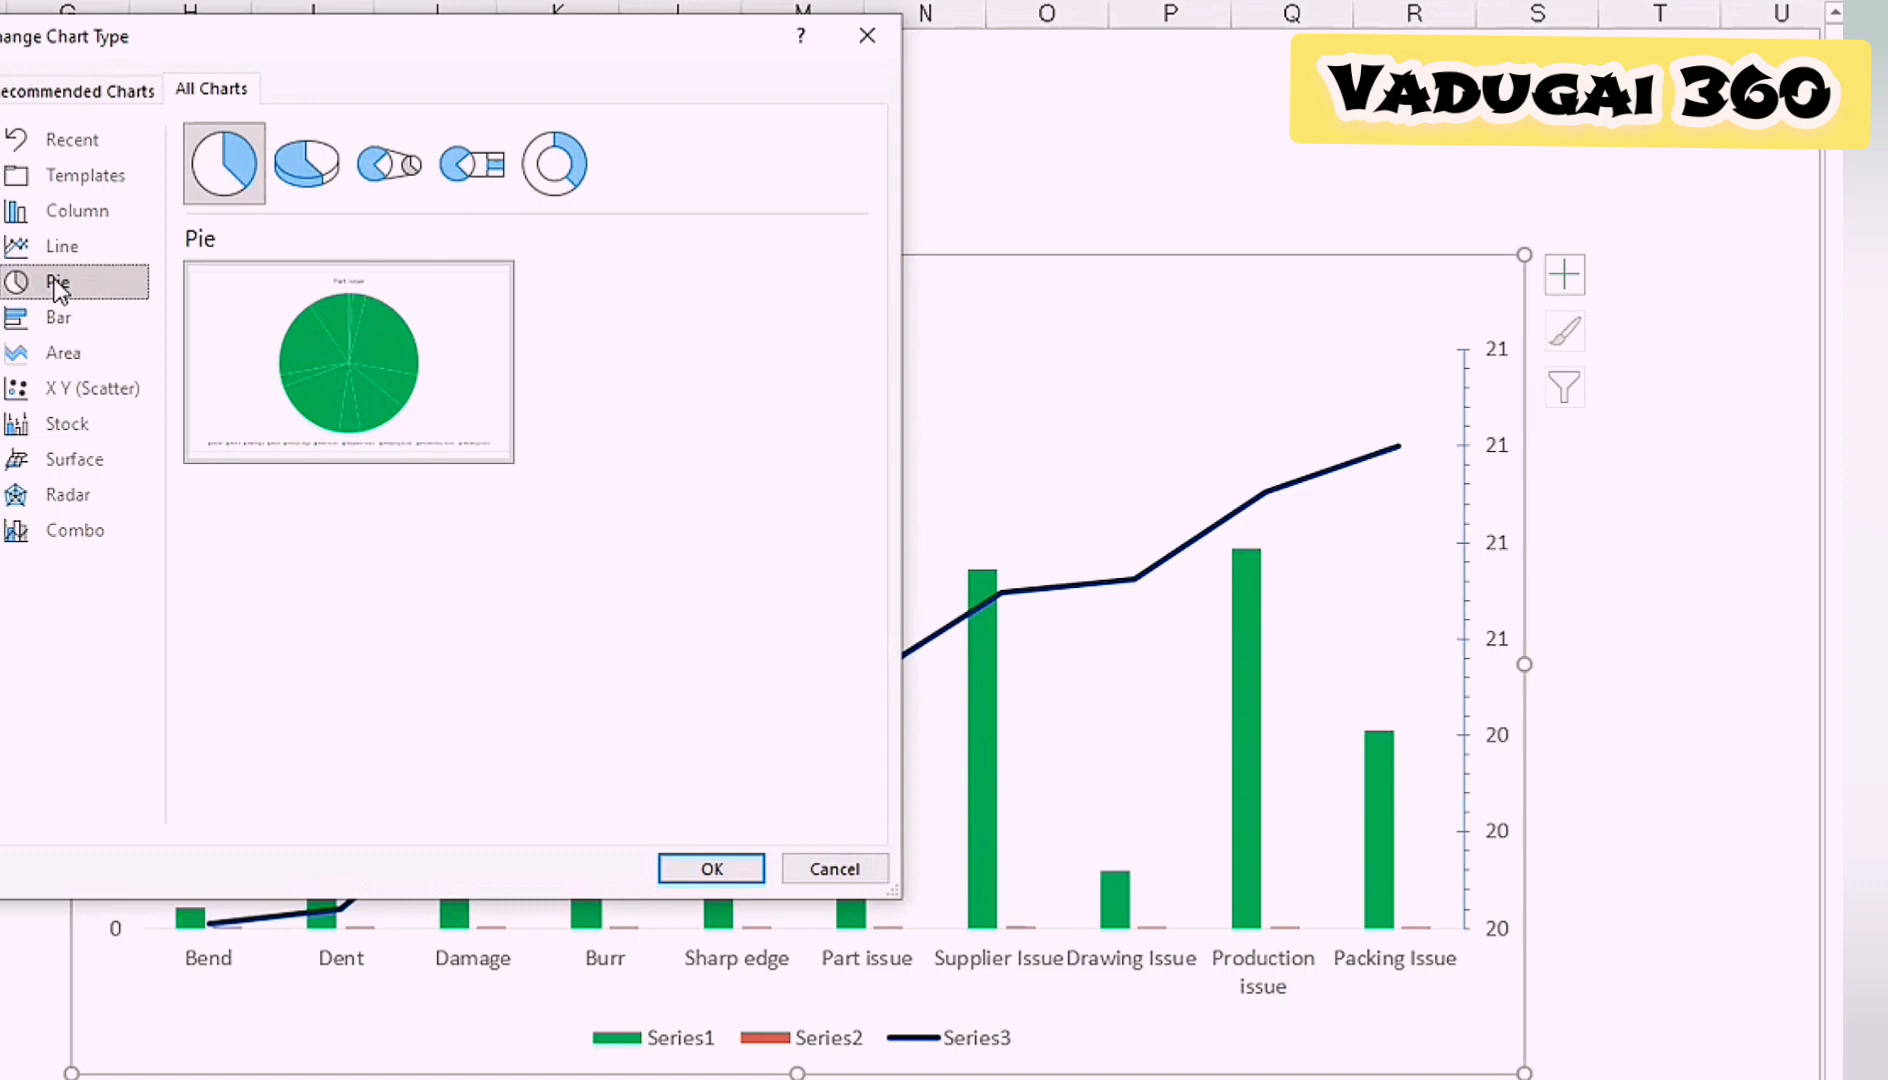 N O P Q R S T U
ange Chart Type ?
VADUGAI 360
ecommended Charts All Charts
Recent
Templates
Column
Line
Pie
Bar
Area
X Y (Scatter)
Stock
Surface
Radar
Combo
Pie
Part issue
OK Cancel
21
21
21
21
20
20
20
0
Bend Dent Damage Burr Sharp edge Part issue Supplier Issue Drawing Issue Production issue Packing Issue
Series1 Series2 Series3